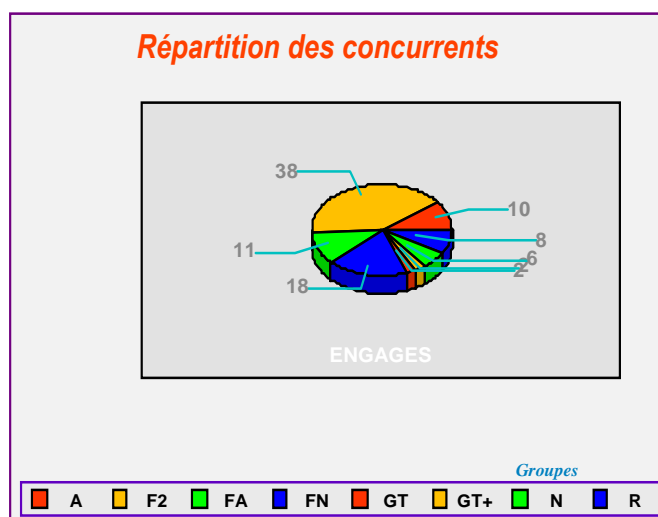 Répartition des concurrents
38
10
8
11
6
2
2
18
ENGAGES
Groupes
A F2 FA FN GT GT+ N R